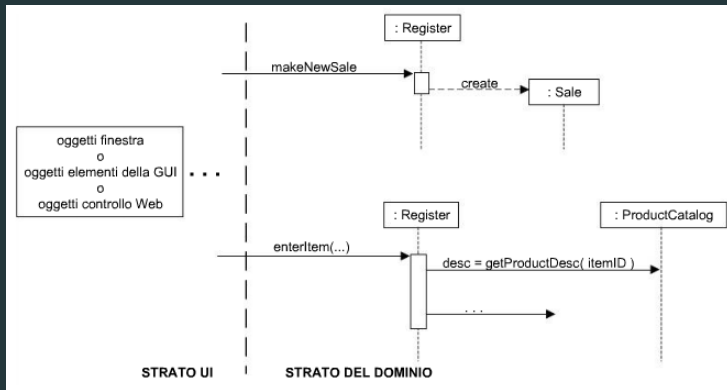 : Register
makeNewSale
create
: Sale
oggetti finestra
o
oggetti elementi della GUI
o
oggetti controllo Web
. . .
: Register
: ProductCatalog
enterItem(...)
desc = getProductDesc( itemID )
. . .
STRATO UI
STRATO DEL DOMINIO